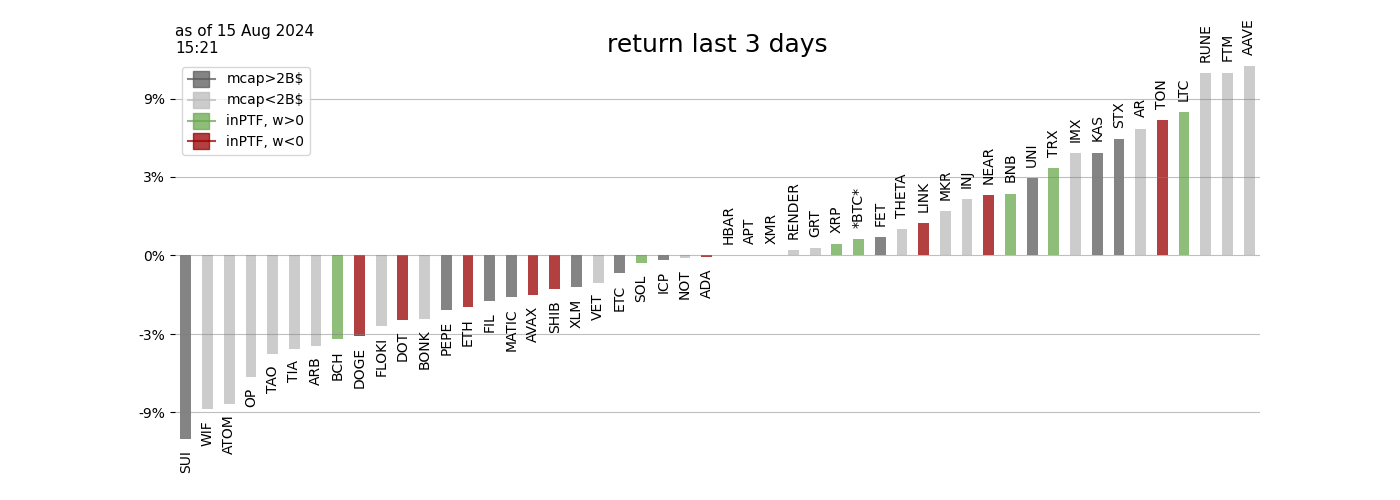 as of 15 Aug 2024
15:21
return last 3 days
mcap>2B$
mcap<2B$
inPTF, w>0
inPTF, w<0
9%
3%
0%
-3%
-9%
SUI
WIF
ATOM
OP
TAO
TIA
ARB
BCH
DOGE
FLOKI
DOT
BONK
PEPE
ETH
FIL
MATIC
AVAX
SHIB
XLM
VET
ETC
SOL
ICP
NOT
ADA
HBAR
APT
XMR
RENDER
GRT
XRP
*BTC*
FET
THETA
LINK
MKR
INJ
NEAR
BNB
UNI
TRX
IMX
KAS
STX
AR
TON
LTC
RUNE
FTM
AAVE